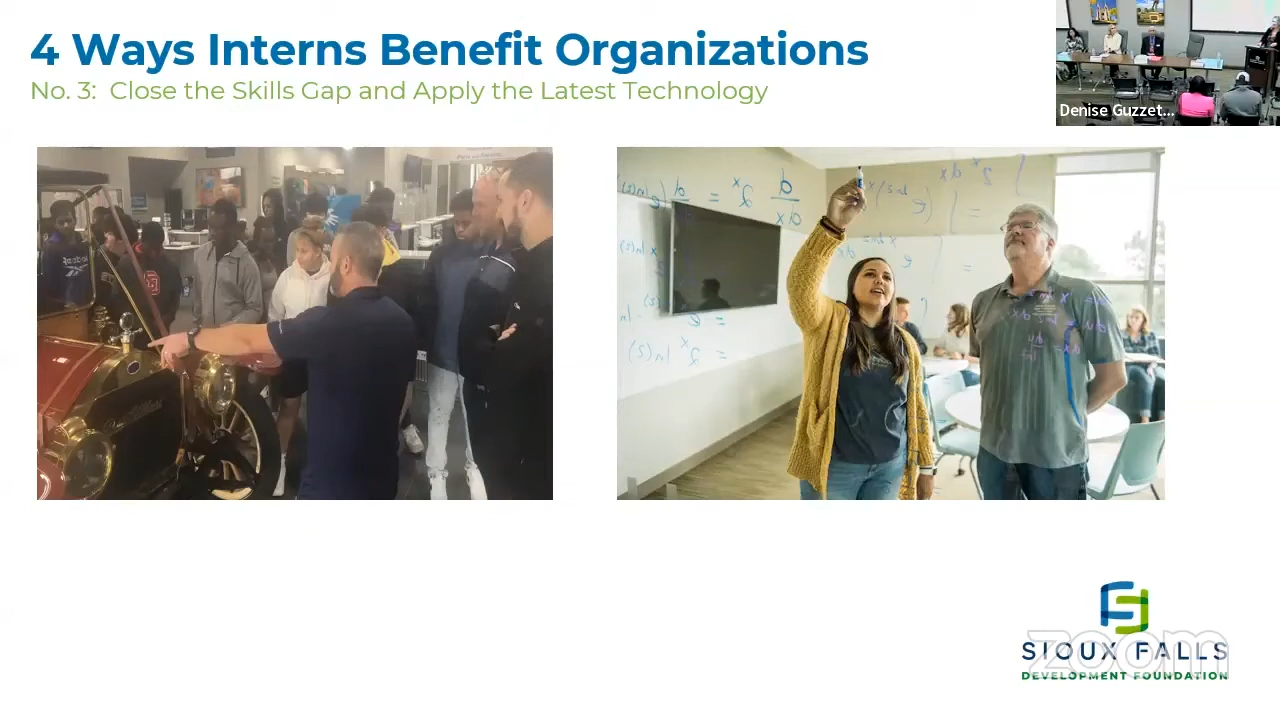 4 Ways Interns Benefit Organizations
No. 3: Close the Skills Gap and Apply the Latest Technology
Denise Guzzet...
Reebok
zoom
SIOUX FALLS
DEVELOPMENT FOUNDATION